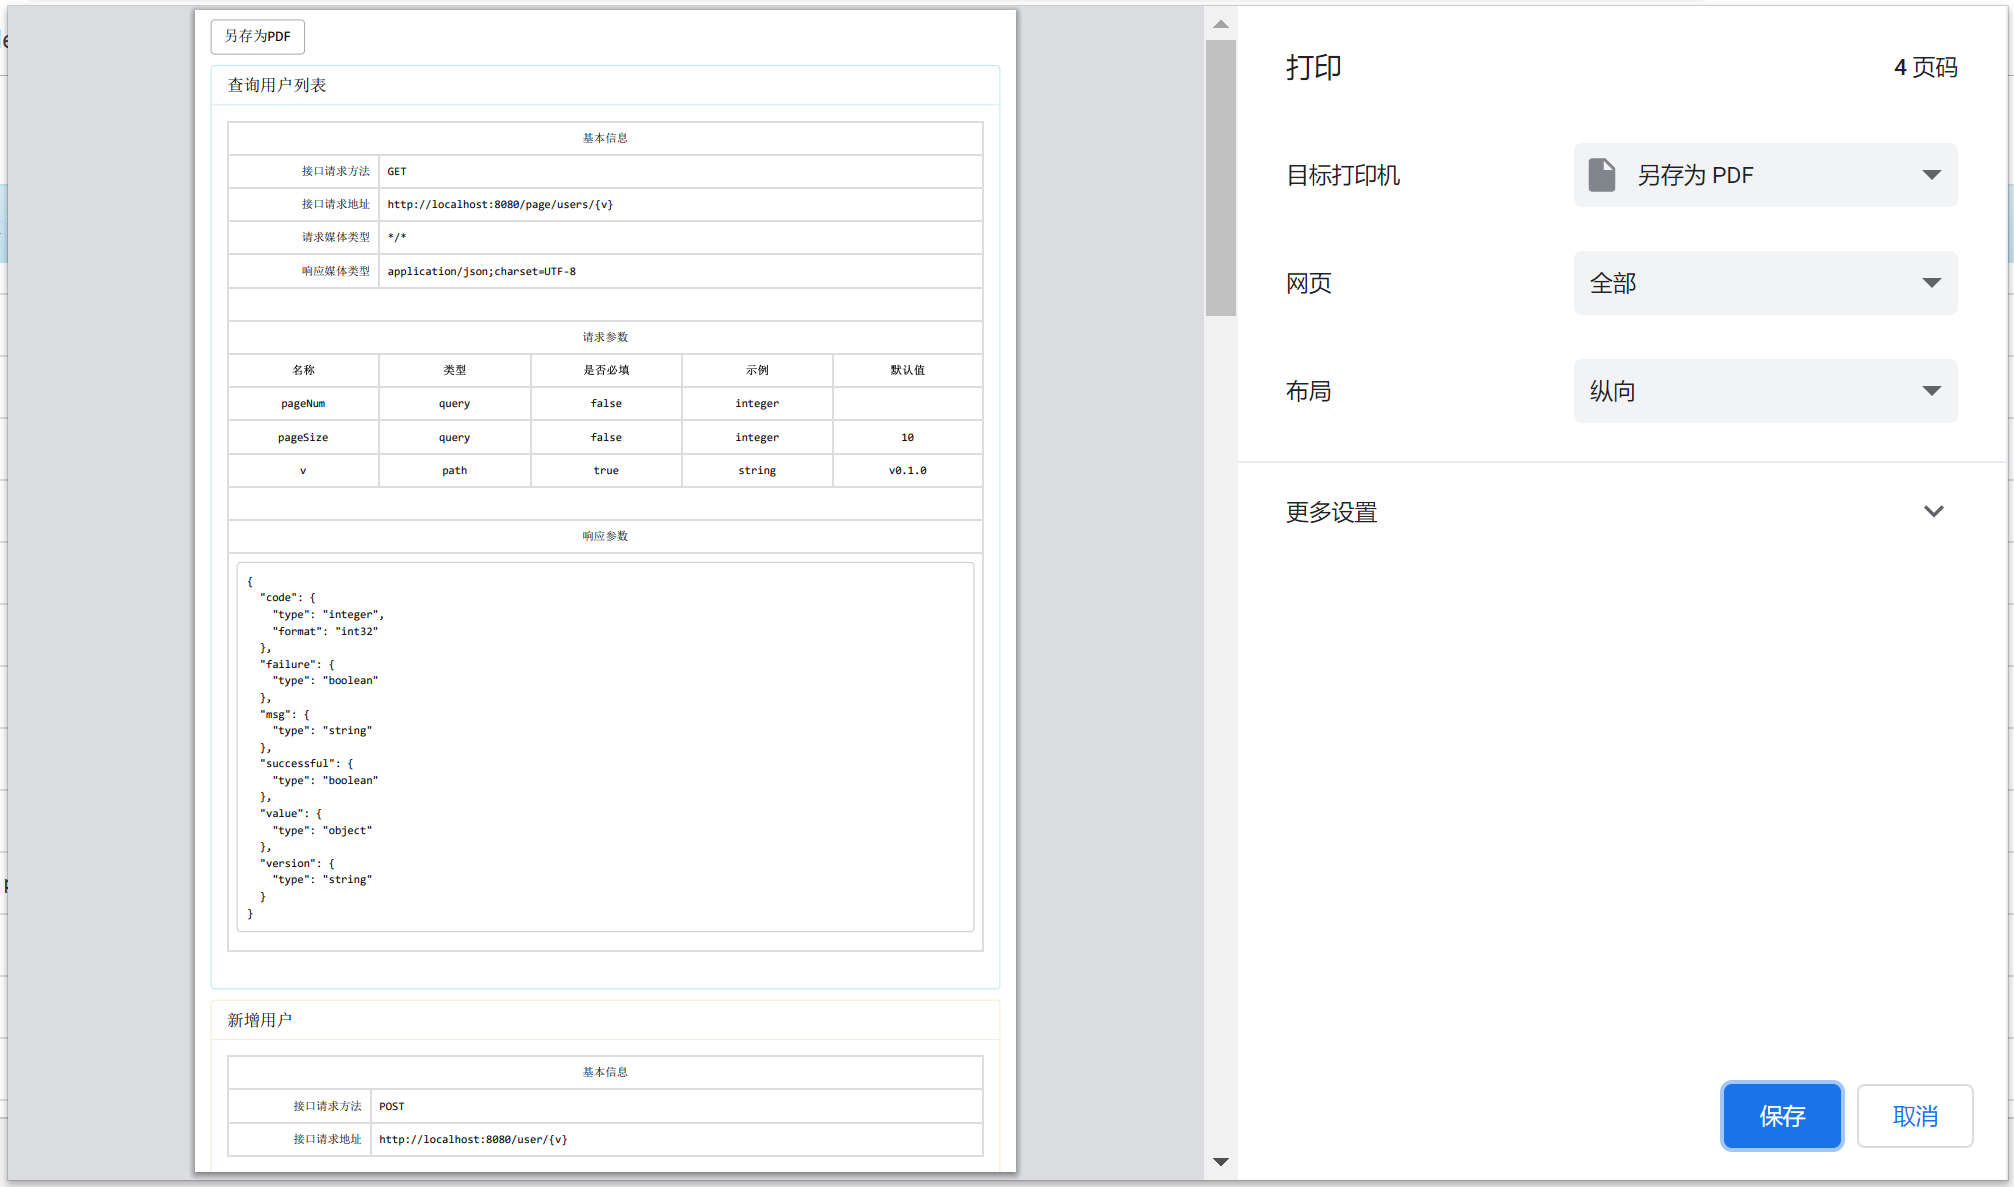 另存为PDF
查询用户列表
基本信息
接口请求方法 GET
接口请求地址 http://localhost:8080/page/users/{v}
请求媒体类型 */*
响应媒体类型 application/json;charset=UTF-8
请求参数
名称 类型 是否必填 示例 默认值
pageNum query false integer
pageSize query false integer 10
v path true string v0.1.0
响应参数
{
"code": {
"type": "integer",
"format": "int32"
},
"failure": {
"type": "boolean"
},
"msg": {
"type": "string"
},
"successful": {
"type": "boolean"
},
"value": {
"type": "object"
},
"version": {
"type": "string"
}
}
新增用户
基本信息
接口请求方法 POST
接口请求地址 http://localhost:8080/user/{v}
打印
4 页码
目标打印机
另存为 PDF
网页
全部
布局
纵向
更多设置
保存
取消